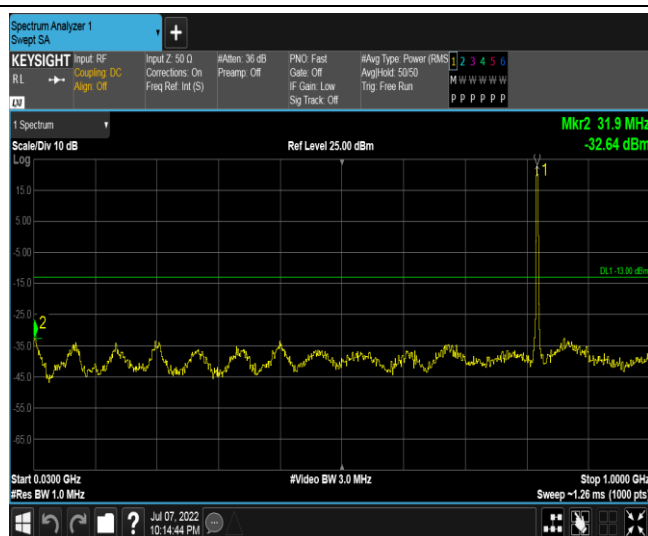 Spectrum Analyzer 1
Swept SA
+
KEYSIGHT
RL
LXI
Input: RF
Coupling: DC
Align: Off
Input Z: 50 Ω
Corrections: On
Freq Ref: Int (S)
#Atten: 36 dB
Preamp: Off
PNO: Fast
Gate: Off
IF Gain: Low
Sig Track: Off
#Avg Type: Power (RMS
Avg|Hold: 50/50
Trig: Free Run
1 2 3 4 5 6
M W W W W W
P P P P P P
1 Spectrum
Mkr2 31.9 MHz
Scale/Div 10 dB
Ref Level 25.00 dBm
-32.64 dBm
Log
1
15.0
5.00
-5.00
DL1 -13.00 dBm
-15.0
-25.0
2
-35.0
-45.0
-55.0
-65.0
Start 0.0300 GHz
#Video BW 3.0 MHz
Stop 1.0000 GHz
#Res BW 1.0 MHz
Sweep ~1.26 ms (1000 pts)
?
Jul 07, 2022
10:14:44 PM